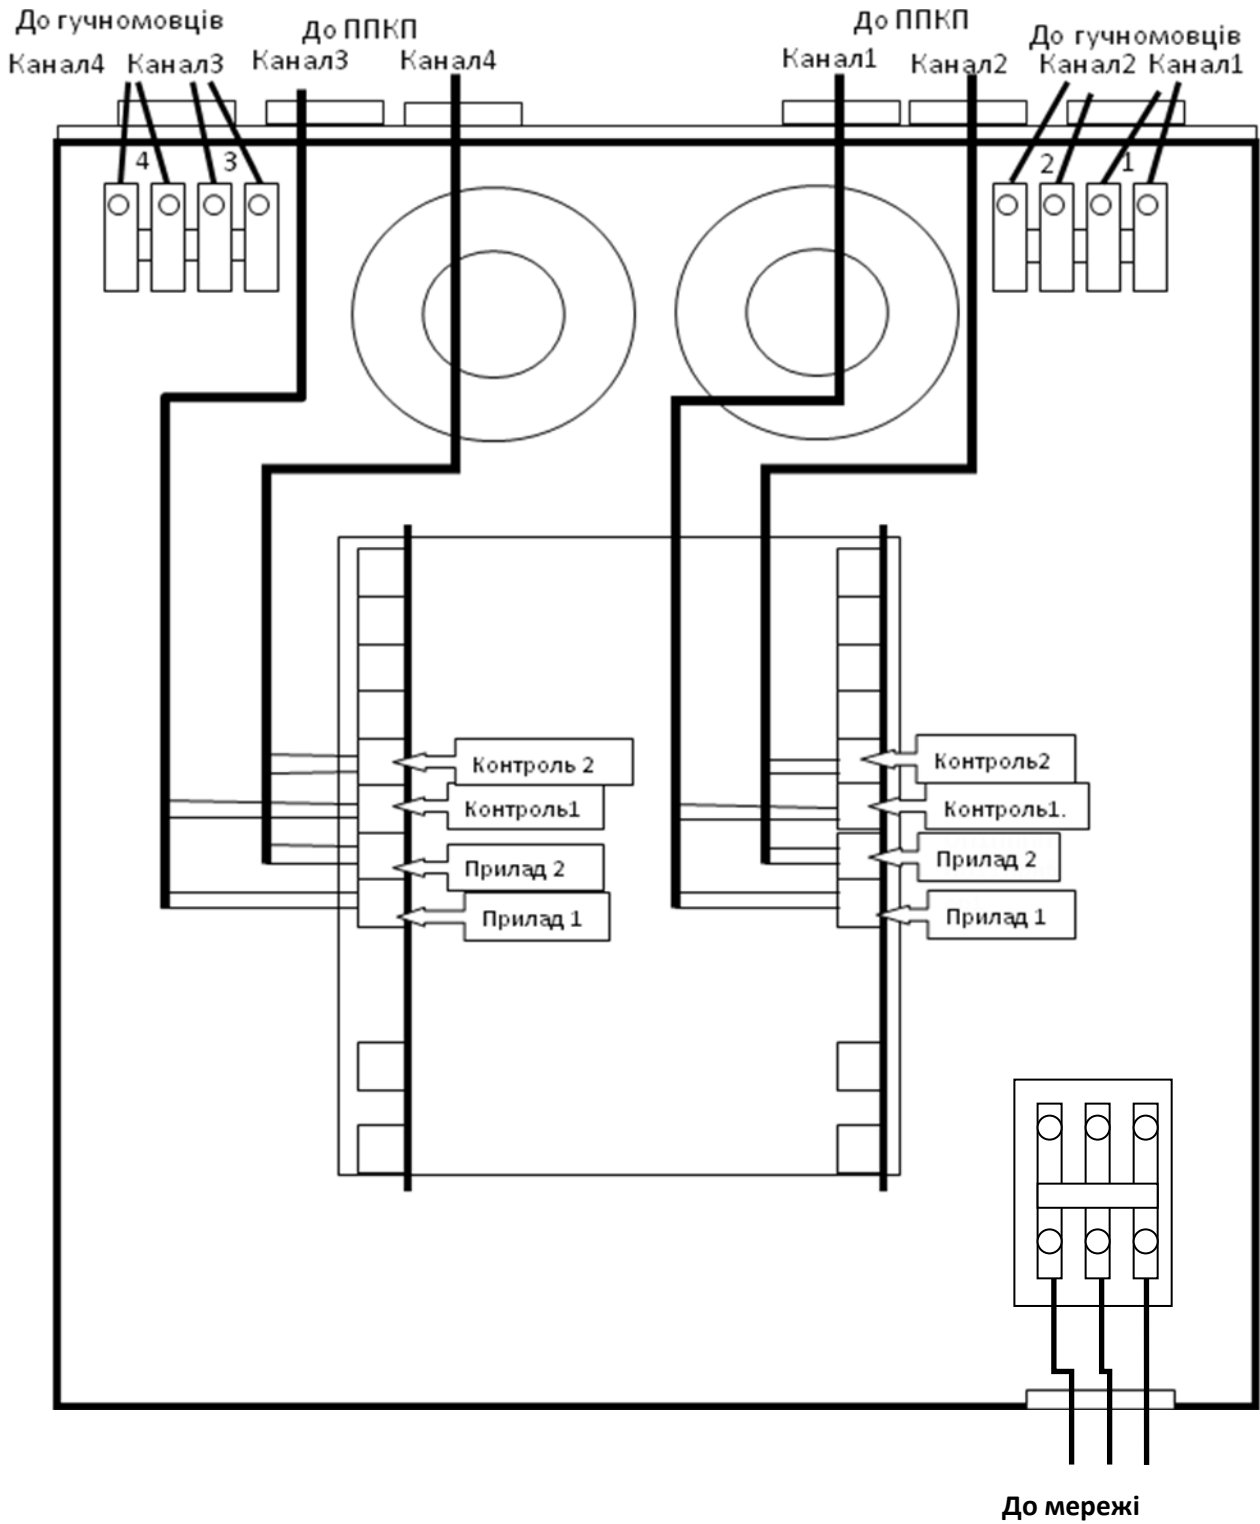 До гучномовців
Канал4 Канал3
До ППКП
Канал3 Канал4
До ППКП
Канал1 Канал2
До гучномовців
Канал2 Канал1
4 3
2 1
Контроль 2
Контроль1
Прилад 2
Прилад 1
Контроль2
Контроль1.
Прилад 2
Прилад 1
До мережі